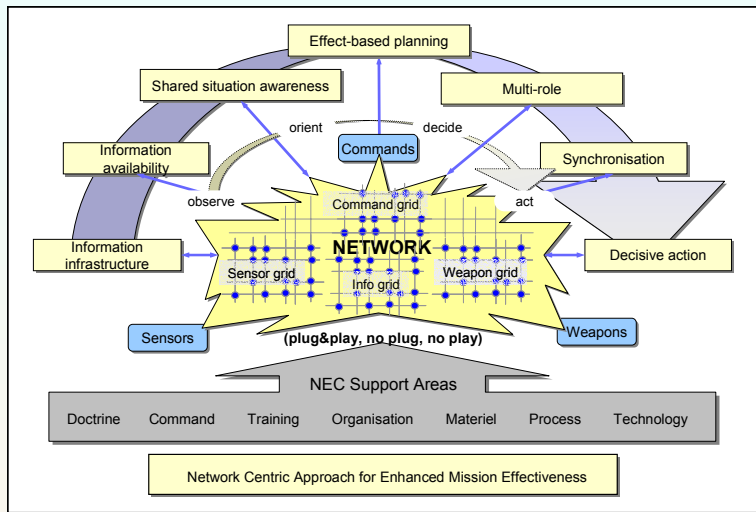 Effect-based planning
Shared situation awareness
Multi-role
orient
decide
Commands
Information
availability
Synchronisation
observe
act
Command grid
NETWORK
Information
infrastructure
Decisive action
Sensor grid
Weapon grid
Info grid
Sensors
(plug&play, no plug, no play)
Weapons
NEC Support Areas
Doctrine Command Training Organisation Materiel Process Technology
Network Centric Approach for Enhanced Mission Effectiveness